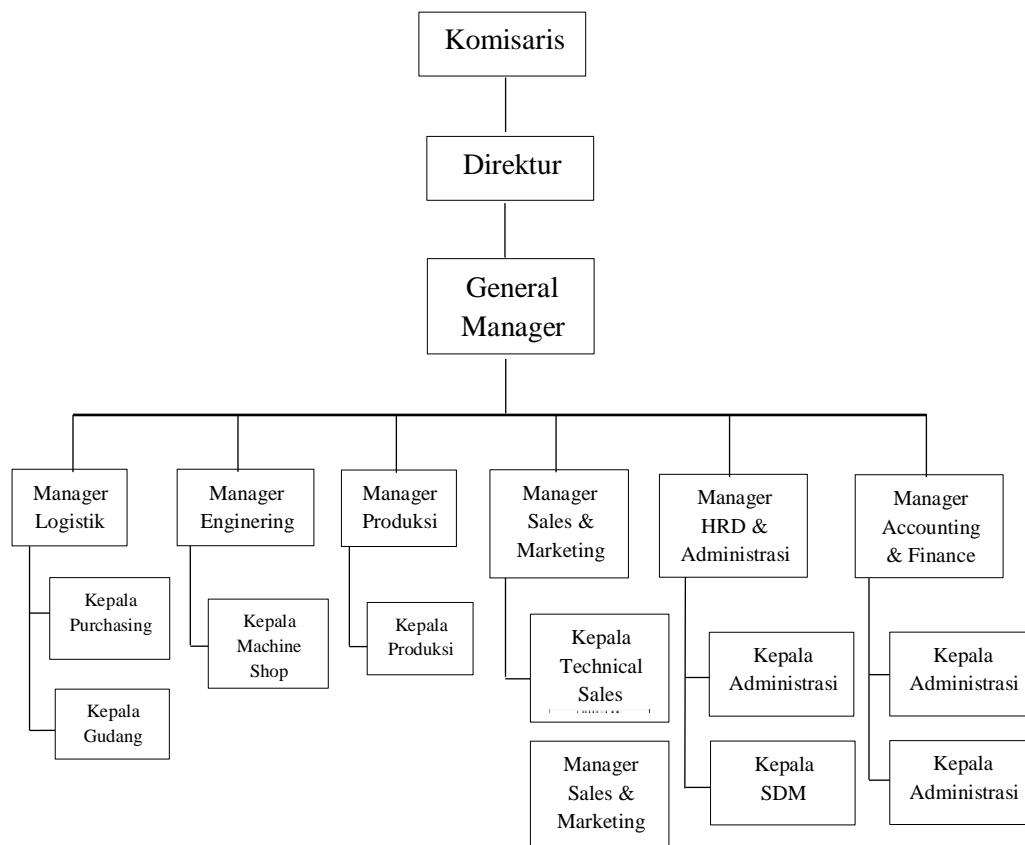 Komisaris
Direktur
General
Manager
Manager
Logistik
Manager
Enginering
Manager
Produksi
Manager
Sales &
Marketing
Manager
HRD &
Administrasi
Manager
Accounting
& Finance
Kepala
Purchasing
Kepala
Machine
Shop
Kepala
Produksi
Kepala
Technical
Sales
Kepala
Administrasi
Kepala
Administrasi
Kepala
Gudang
Manager
Sales &
Marketing
Kepala
SDM
Kepala
Administrasi